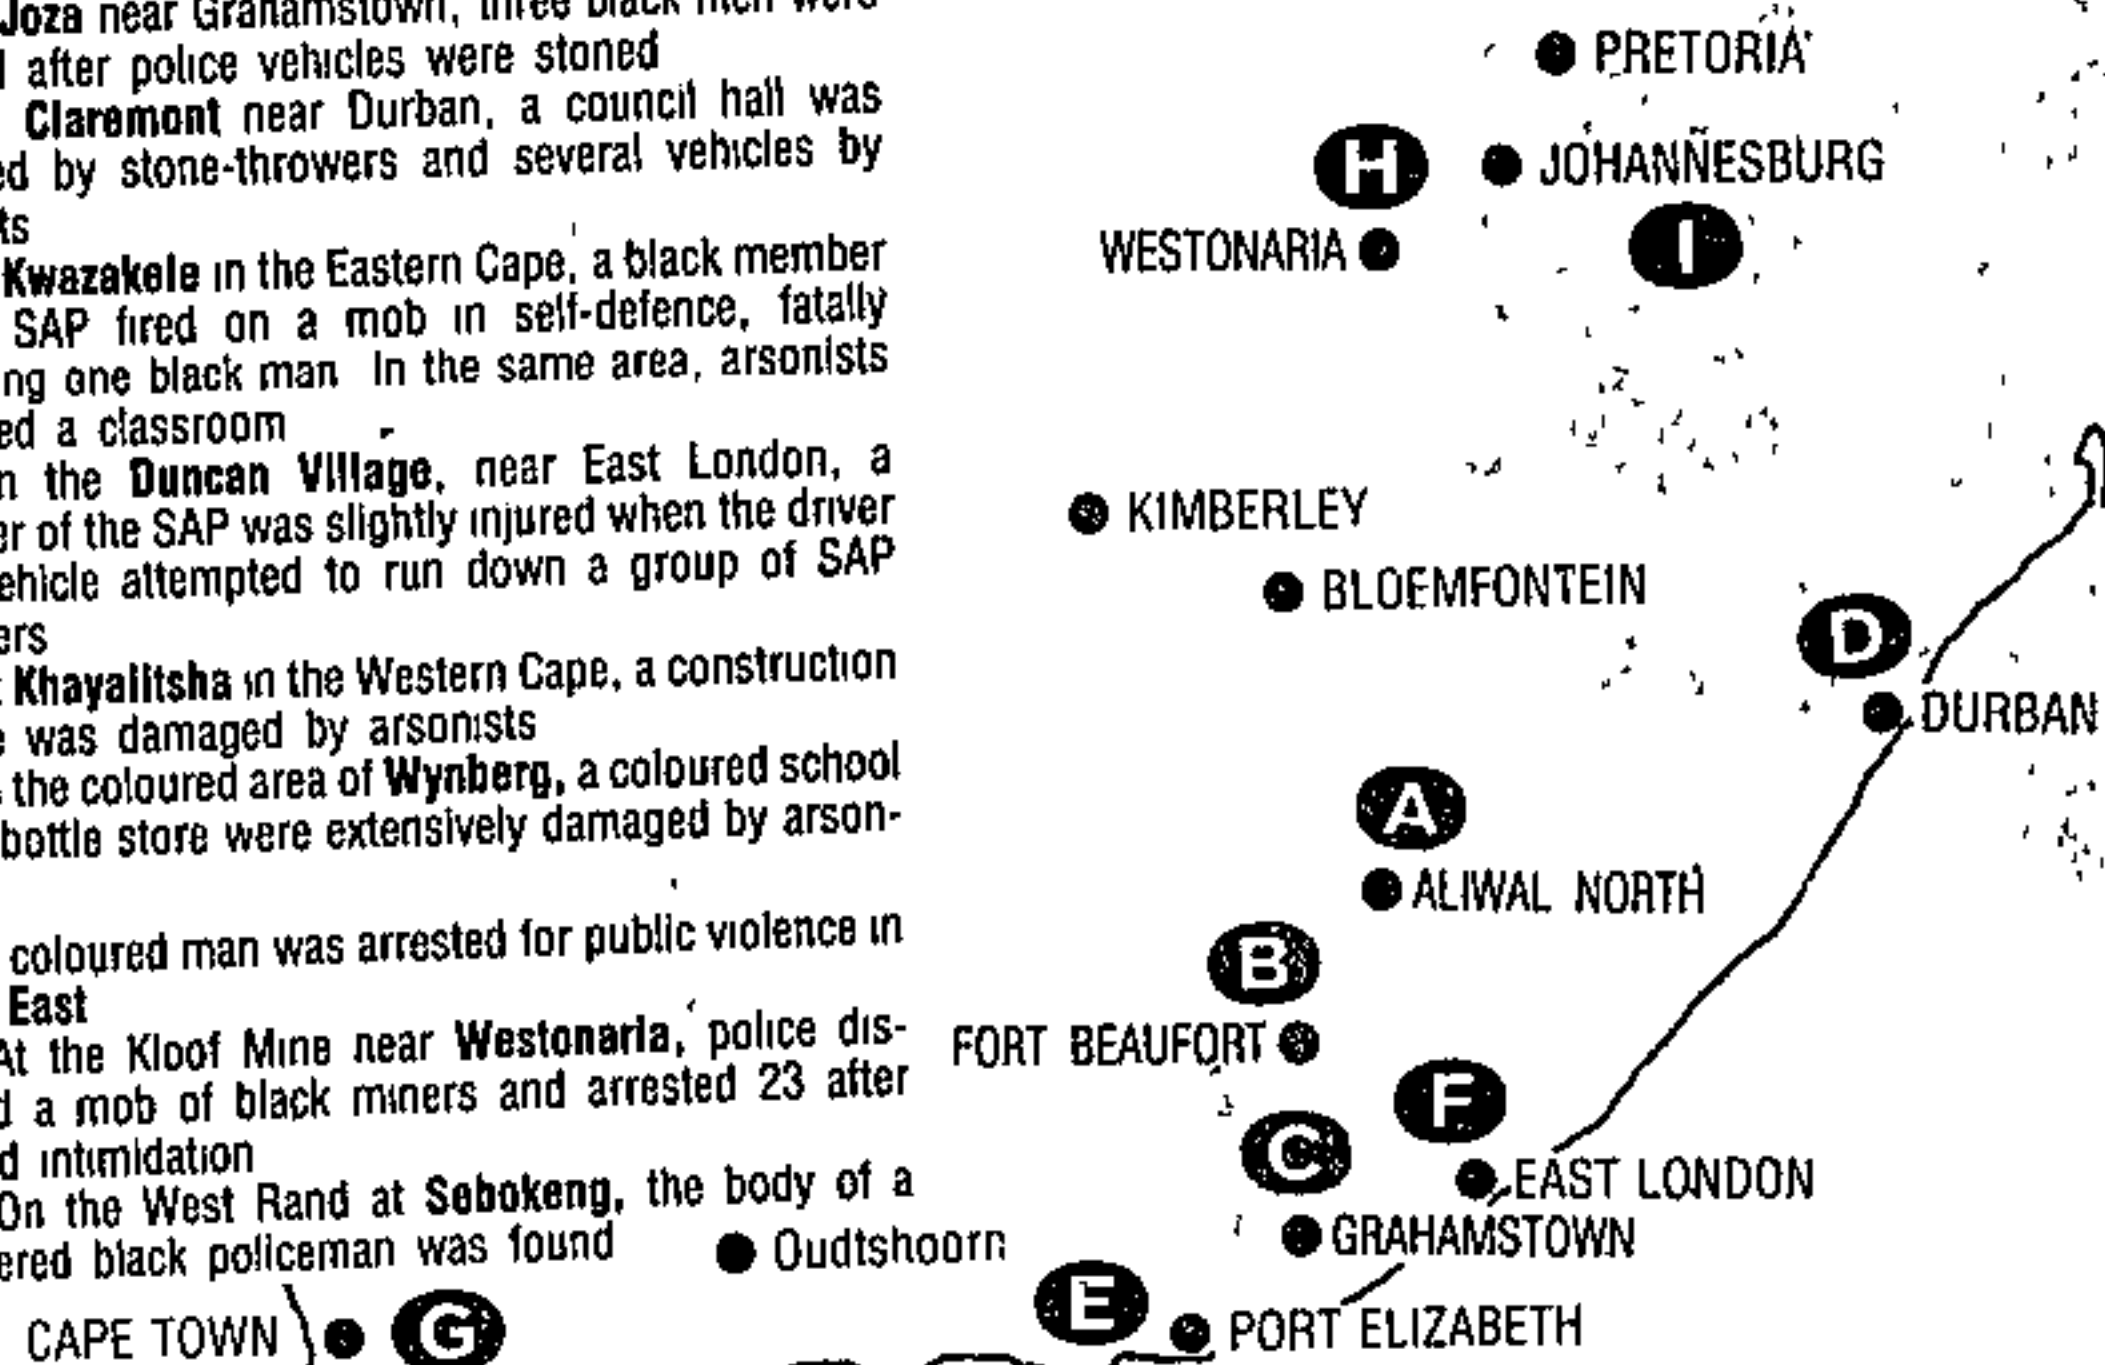 Joza near Grahamstown, three black men were
after police vehicles were stoned
Claremont near Durban, a council hall was
ed by stone-throwers and several vehicles by
ts
Kwazakele in the Eastern Cape, a black member
SAP fired on a mob in self-defence, fatally
ng one black man In the same area, arsonists
ed a classroom
n the Duncan Village, near East London, a
er of the SAP was slightly injured when the driver
ehicle attempted to run down a group of SAP
ers
Khayalitsha in the Western Cape, a construction
e was damaged by arsonists
the coloured area of Wynberg, a coloured school
bottle store were extensively damaged by arson-
coloured man was arrested for public violence in
East
At the Kloof Mine near Westonaria, police dis-
d a mob of black miners and arrested 23 after
d intimidation
On the West Rand at Sebokeng, the body of a
ered black policeman was found
PRETORIA
H
JOHANNESBURG
WESTONARIA
I
KIMBERLEY
BLOEMFONTEIN
D
DURBAN
A
ALIWAL NORTH
B
FORT BEAUFORT
F
C
EAST LONDON
GRAHAMSTOWN
Oudtshoorn
E
PORT ELIZABETH
CAPE TOWN
G